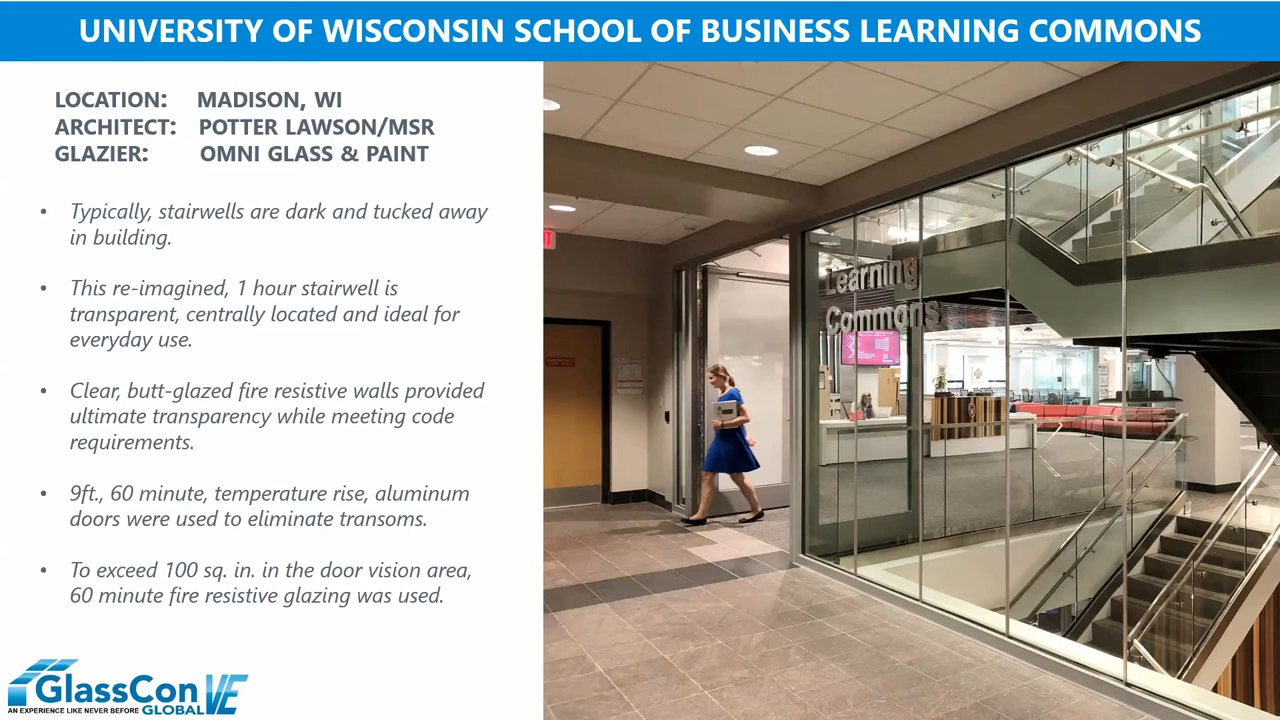 UNIVERSITY OF WISCONSIN SCHOOL OF BUSINESS LEARNING COMMONS
LOCATION: MADISON, WI
ARCHITECT: POTTER LAWSON/MSR
GLAZIER: OMNI GLASS & PAINT
• Typically, stairwells are dark and tucked away
in building.
• This re-imagined, 1 hour stairwell is
transparent, centrally located and ideal for
everyday use.
• Clear, butt-glazed fire resistive walls provided
ultimate transparency while meeting code
requirements.
• 9ft., 60 minute, temperature rise, aluminum
doors were used to eliminate transoms.
• To exceed 100 sq. in. in the door vision area,
60 minute fire resistive glazing was used.
Learning
Commons
GlassCon VE
AN EXPERIENCE LIKE NEVER BEFORE GLOBAL